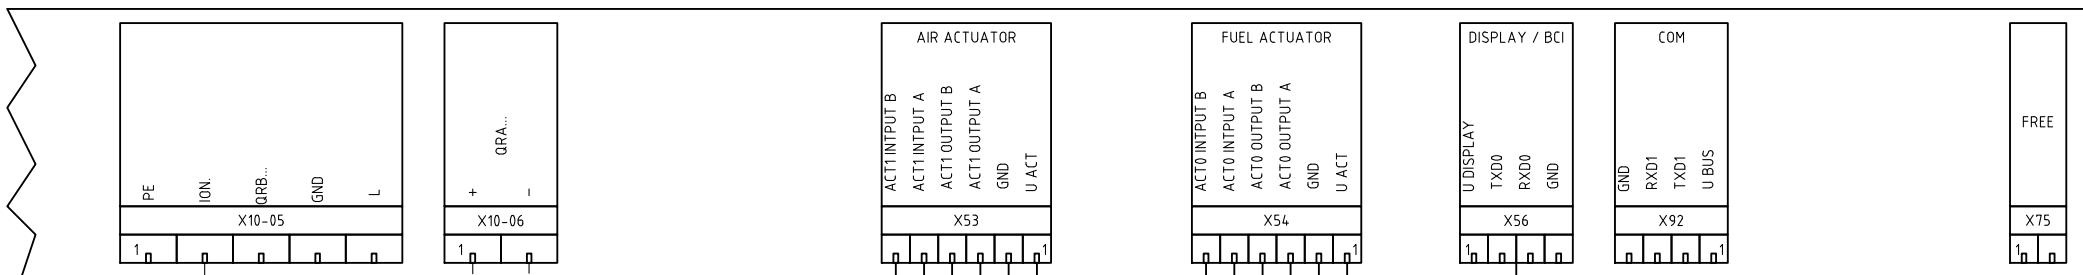 PE
ION.
QRB...
GND
L
X10-05
1
QRA...
+
-
X10-06
1
AIR ACTUATOR
ACT1 INTPUT B
ACT1 INTPUT A
ACT1 OUTPUT B
ACT1 OUTPUT A
GND
U ACT
X53
1
FUEL ACTUATOR
ACT0 INTPUT B
ACT0 INTPUT A
ACT0 OUTPUT B
ACT0 OUTPUT A
GND
U ACT
X54
1
DISPLAY / BCI
U DISPLAY
TXD0
RXD0
GND
X56
1
COM
GND
RXD1
TXD1
U BUS
X92
1
FREE
X75
1